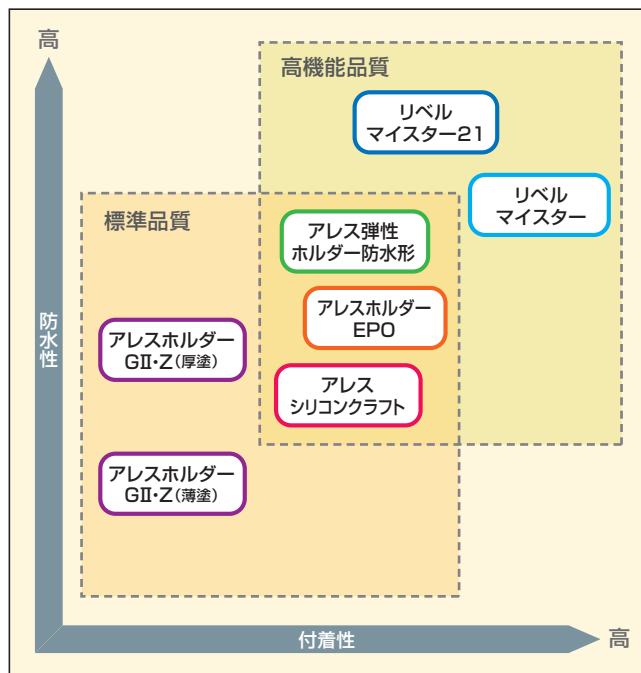 高
高機能品質
リベル
マイスター21
リベル
マイスター
標準品質
アレス弾性
ホルダー防水形
アレスホルダー
EPO
アレスホルダー
GⅡ・Z(厚塗)
アレス
シリコンクラフト
アレスホルダー
GⅡ・Z(薄塗)
防水性
付着性
高